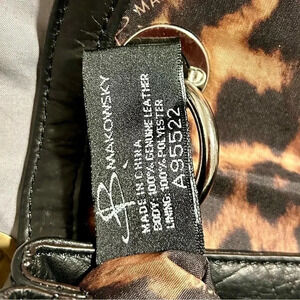 B. MAKOWSKY
MADE IN CHINA
BODY: 100% GENUINE LEATHER
LINING: 100% POLYESTER
A95522